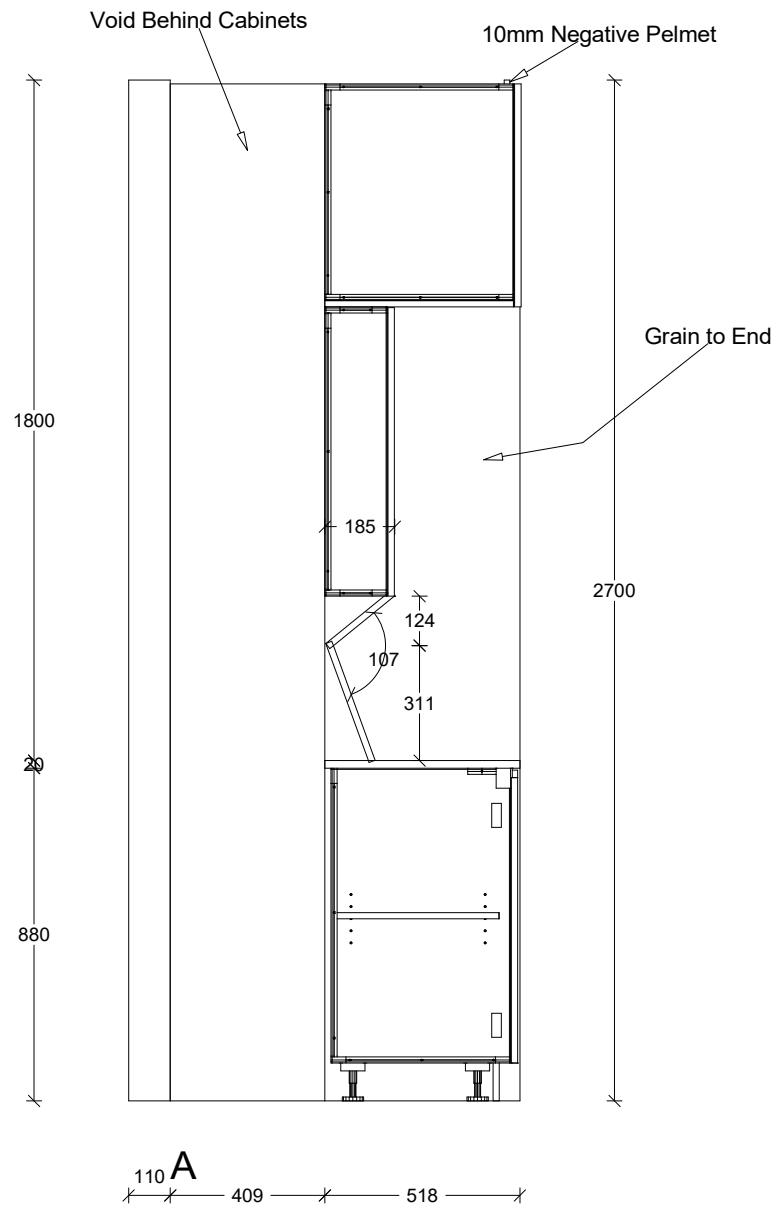 Void Behind Cabinets
10mm Negative Pelmet
Grain to End
1800
185
2700
124
107
311
20
880
110
A
409
518